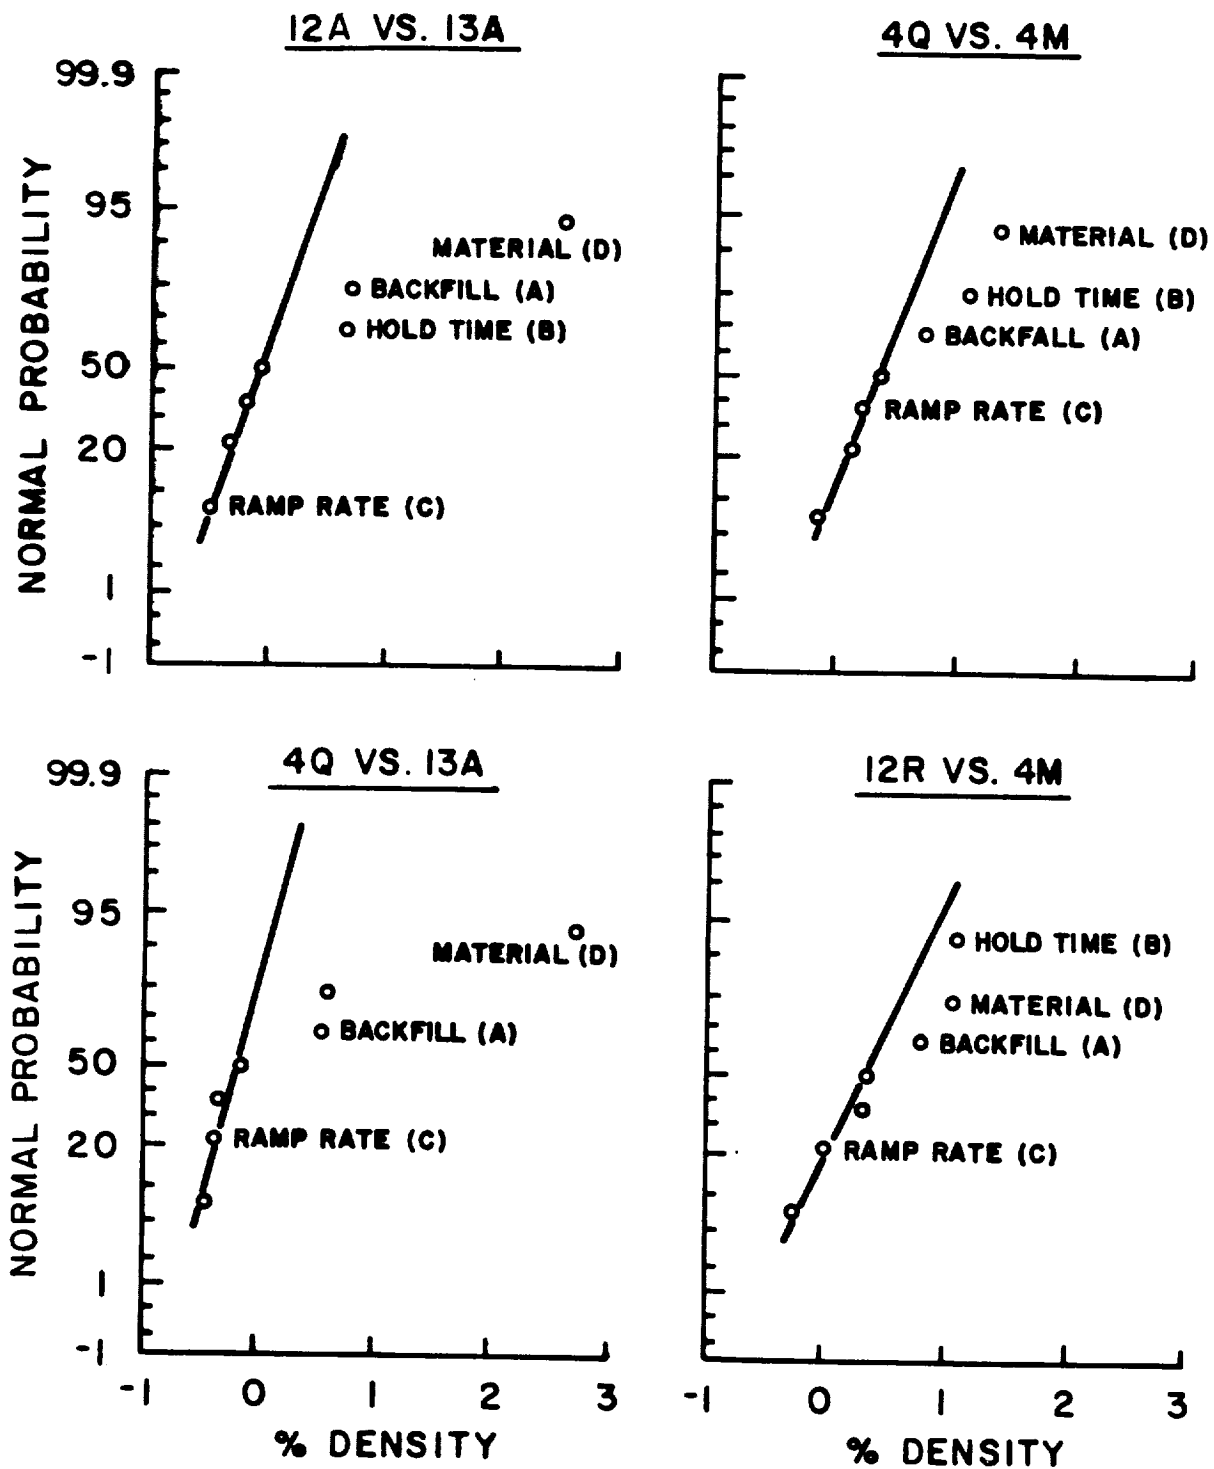 12A VS. 13A
99.9
95
50
20
1
-1
NORMAL PROBABILITY
MATERIAL (D)
BACKFILL (A)
HOLD TIME (B)
RAMP RATE (C)
4Q VS. 4M
MATERIAL (D)
HOLD TIME (B)
BACKFALL (A)
RAMP RATE (C)
4Q VS. 13A
99.9
95
50
20
1
-1
NORMAL PROBABILITY
MATERIAL (D)
BACKFILL (A)
RAMP RATE (C)
-1 0 1 2 3
% DENSITY
12R VS. 4M
HOLD TIME (B)
MATERIAL (D)
BACKFILL (A)
RAMP RATE (C)
-1 0 1 2 3
% DENSITY